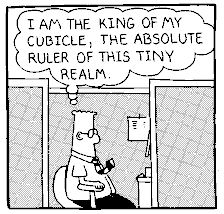 I AM THE KING OF MY
CUBICLE, THE ABSOLUTE
RULER OF THIS TINY
REALM.